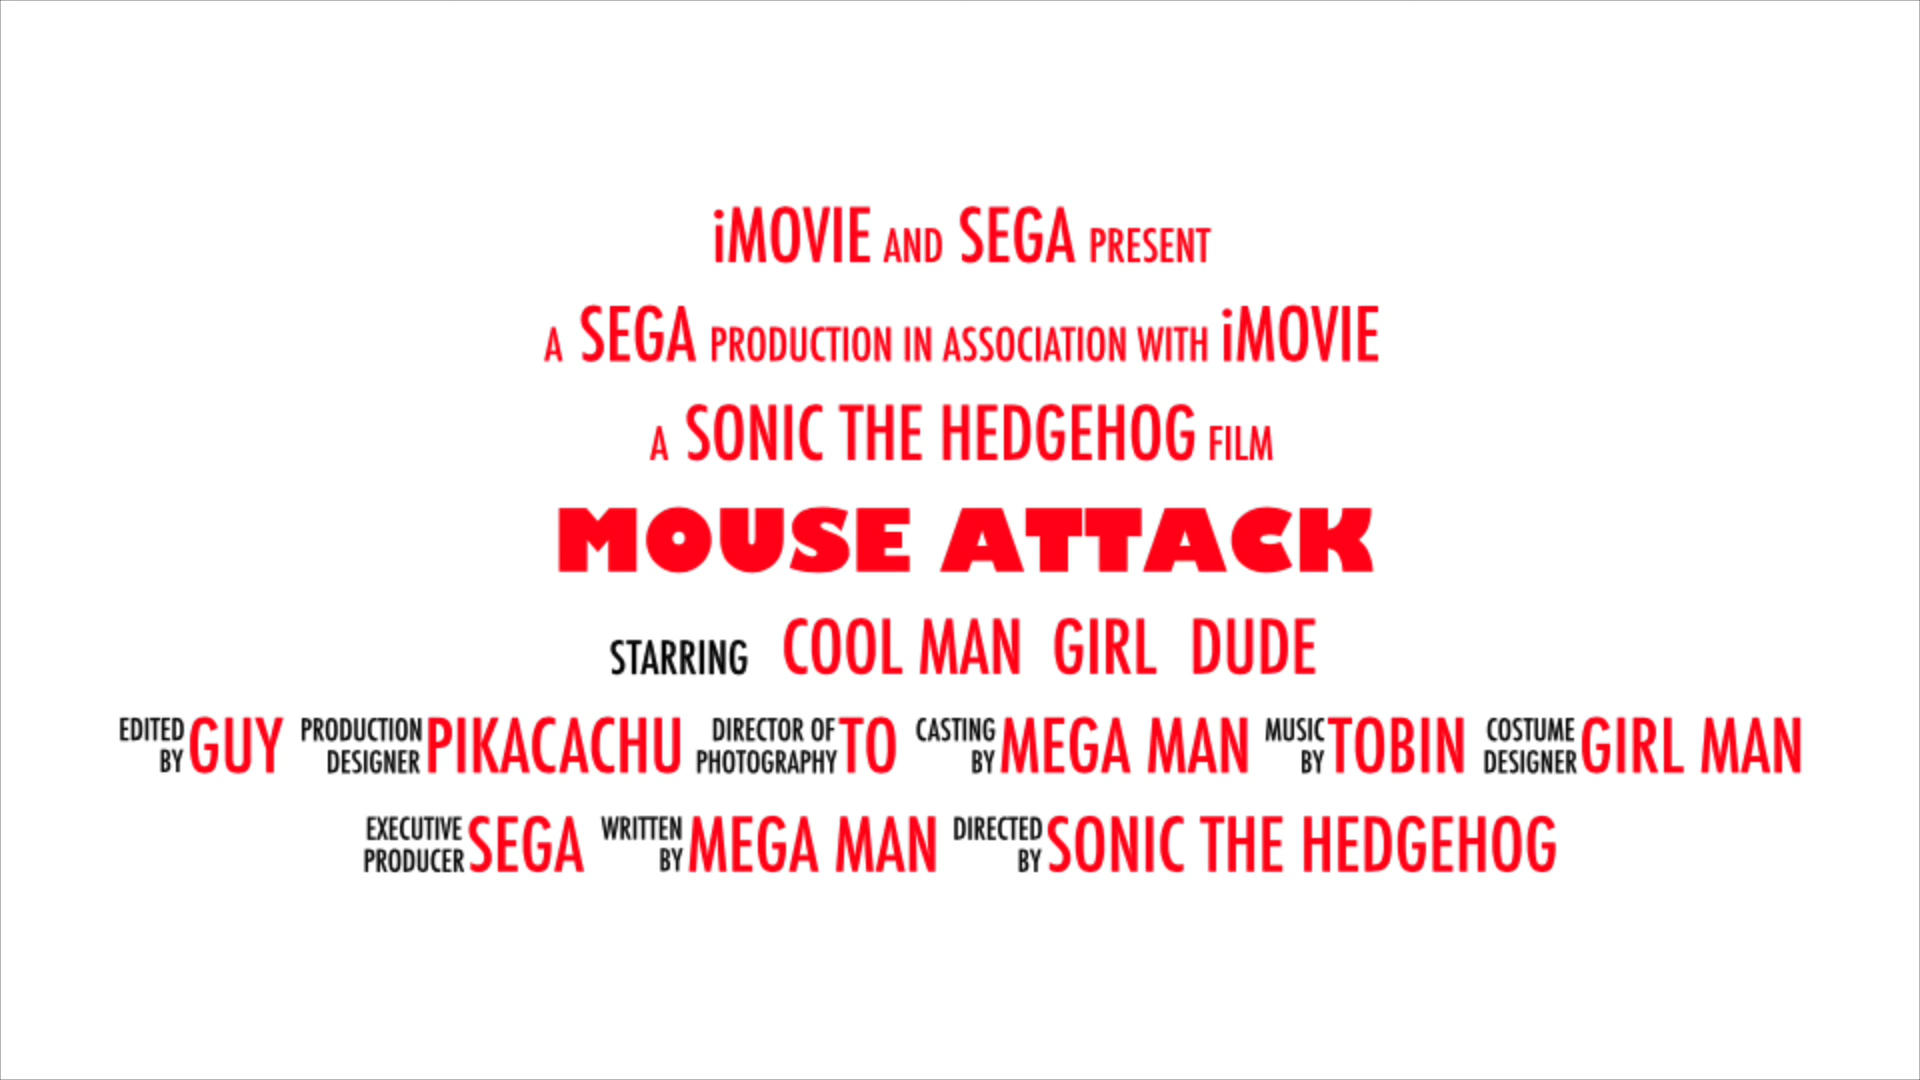 iMOVIE AND SEGA PRESENT
A SEGA PRODUCTION IN ASSOCIATION WITH iMOVIE
A SONIC THE HEDGEHOG FILM
MOUSE ATTACK
STARRING COOL MAN GIRL DUDE
EDITED BY GUY PRODUCTION DESIGNER PIKACACHU DIRECTOR OF PHOTOGRAPHY TO CASTING BY MEGA MAN MUSIC BY TOBIN COSTUME DESIGNER GIRL MAN
EXECUTIVE PRODUCER SEGA WRITTEN BY MEGA MAN DIRECTED BY SONIC THE HEDGEHOG